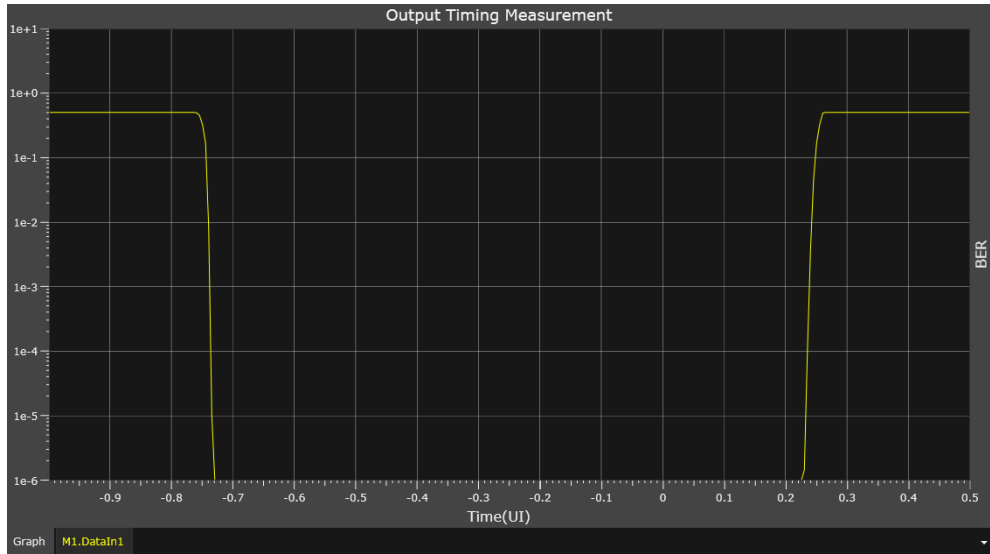 Output Timing Measurement
1e+1
1e+0
1e-1
1e-2
1e-3
1e-4
1e-5
1e-6
BER
-0.9 -0.8 -0.7 -0.6 -0.5 -0.4 -0.3 -0.2 -0.1 0 0.1 0.2 0.3 0.4 0.5
Time(UI)
Graph M1.DataIn1